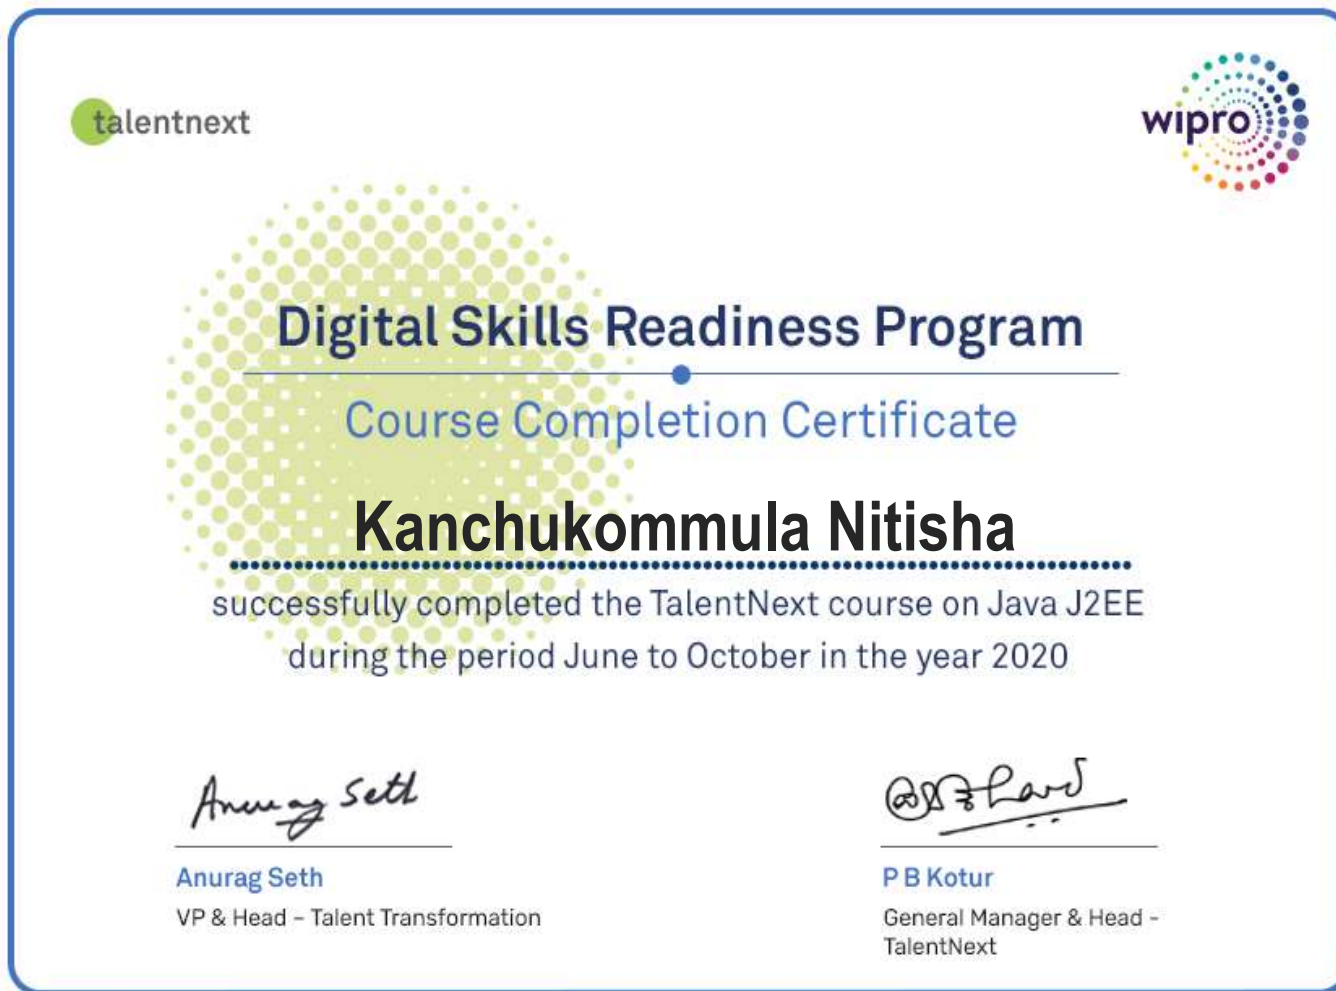 talentnext
wipro
Digital Skills Readiness Program
Course Completion Certificate
Kanchukommula Nitisha
successfully completed the TalentNext course on Java J2EE
during the period June to October in the year 2020
Anurag Seth
Anurag Seth
VP & Head – Talent Transformation
P B Kotur
General Manager & Head -
TalentNext